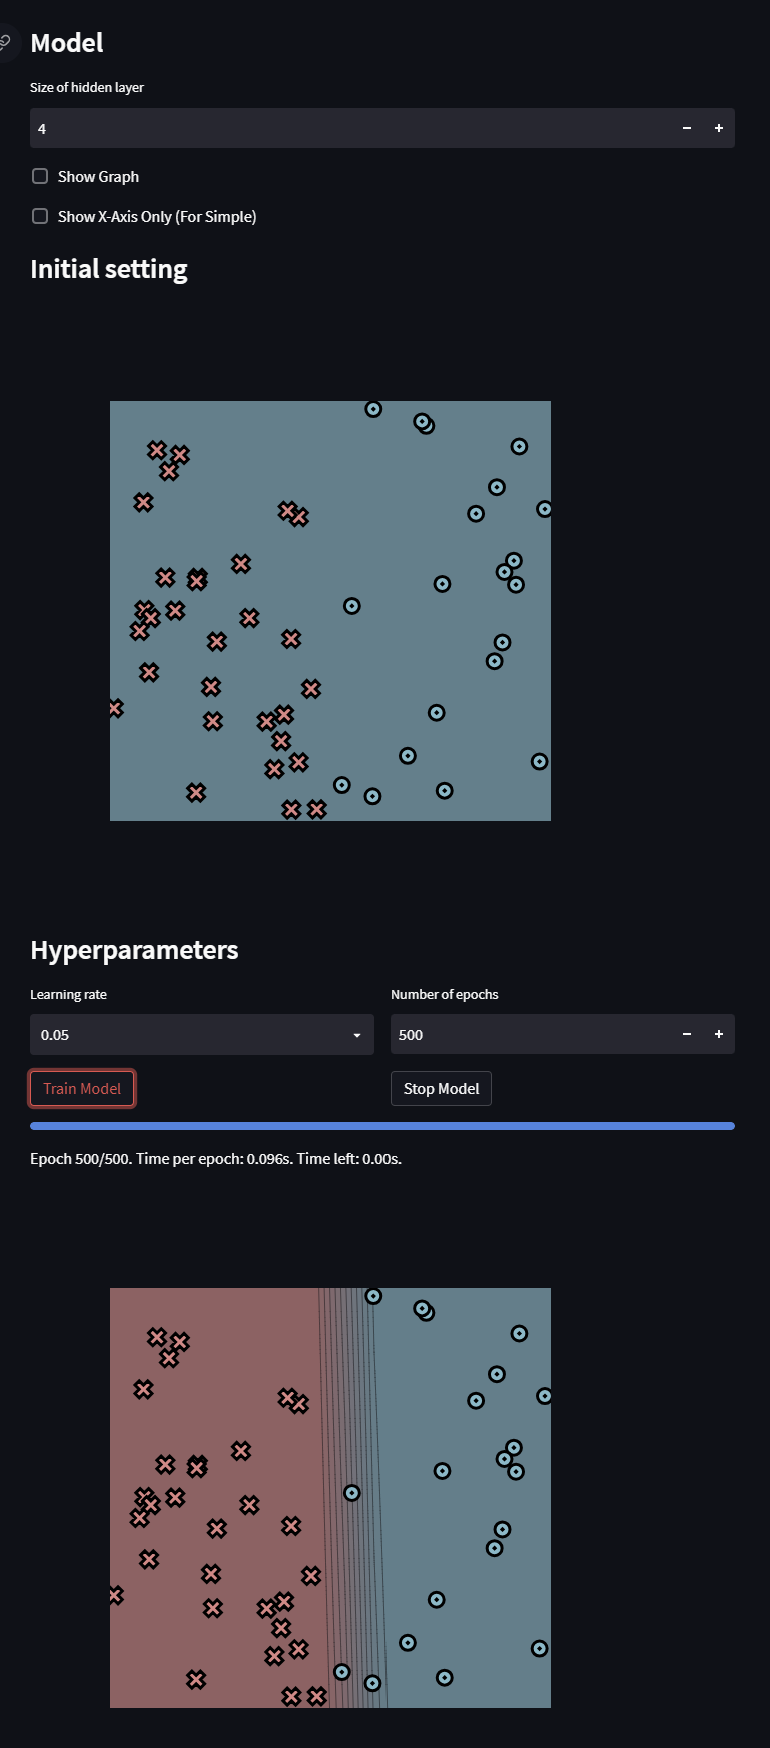 Model
Size of hidden layer
4
Show Graph
Show X-Axis Only (For Simple)
Initial setting
Hyperparameters
Learning rate
Number of epochs
0.05
500
Train Model
Stop Model
Epoch 500/500. Time per epoch: 0.096s. Time left: 0.00s.